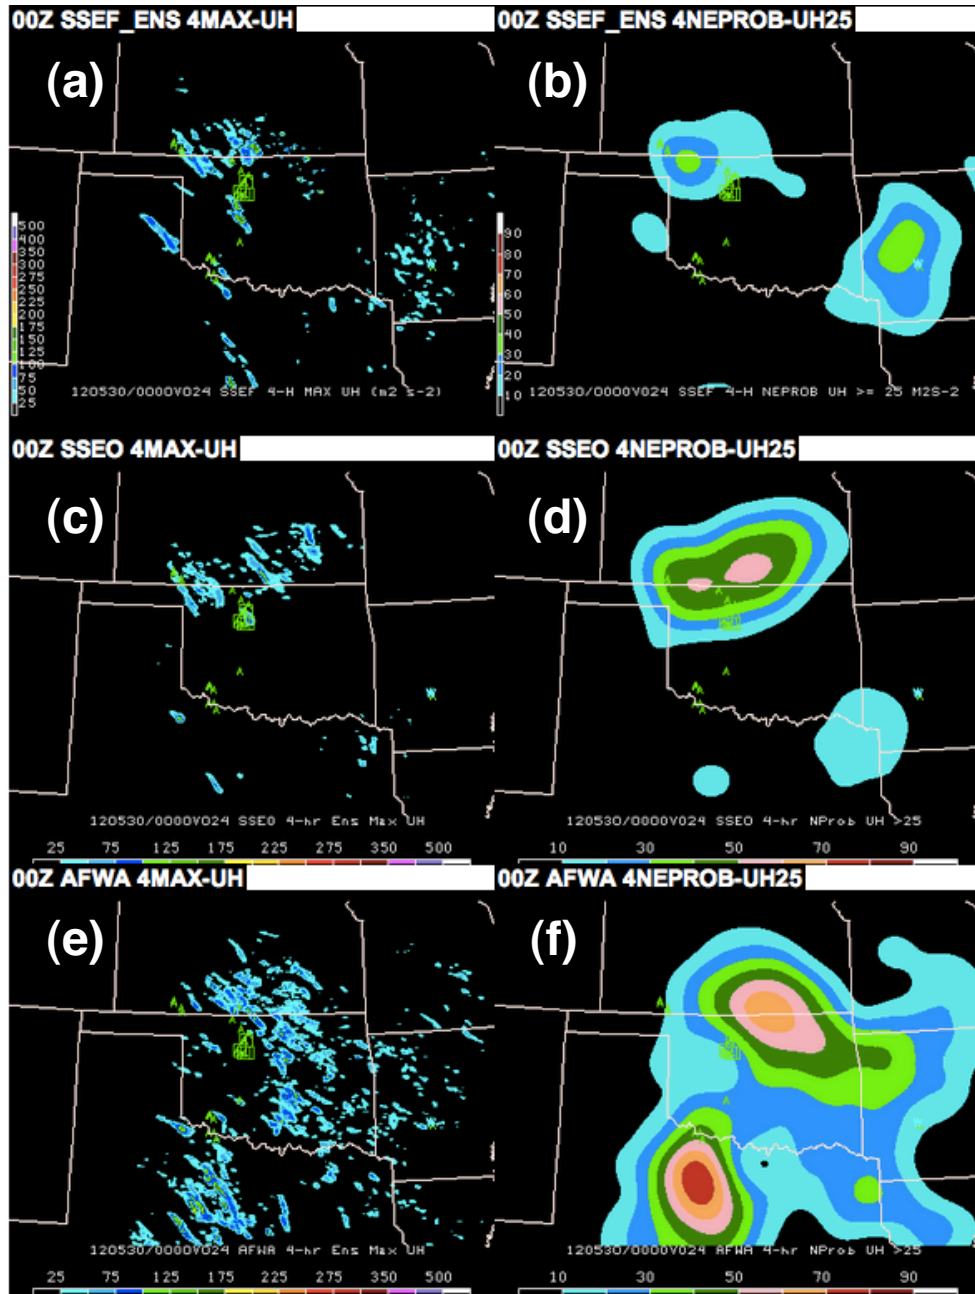 00Z SSEF_ENS 4MAX-UH
00Z SSEF_ENS 4NEPROB-UH25
(a)
(b)
500
400
350
300
275
250
225
200
175
150
125
100
75
50
25
90
80
70
60
50
40
30
20
10
W
W
120530/0000V024 SSEF 4-H MAX UH (m2 s-2)
120530/0000V024 SSEF 4-H NEPROB UH >= 25 M2S-2
00Z SSEO 4MAX-UH
00Z SSEO 4NEPROB-UH25
(c)
(d)
W
W
120530/0000V024 SSEO 4-hr Ens Max UH
120530/0000V024 SSEO 4-hr NProb UH >25
25 75 125 175 225 275 350 500
10 30 50 70 90
00Z AFWA 4MAX-UH
00Z AFWA 4NEPROB-UH25
(e)
(f)
W
W
120530/0000V024 AFWA 4-hr Ens Max UH
120530/0000V024 AFWA 4-hr NProb UH >25
25 75 125 175 225 275 350 500
10 30 50 70 90